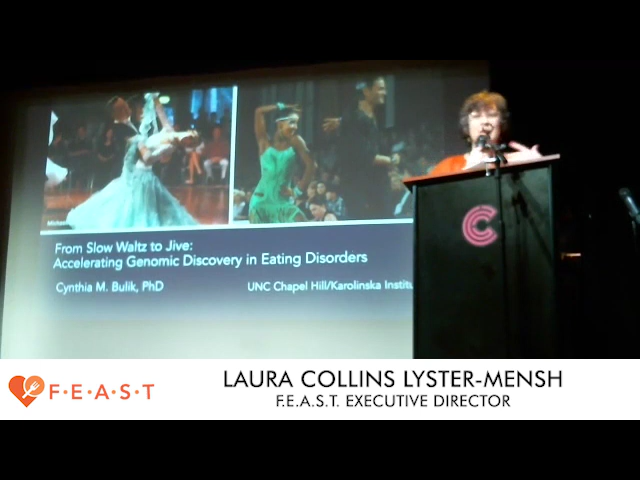 Michael
From Slow Waltz to Jive:
Accelerating Genomic Discovery in Eating Disorders
Cynthia M. Bulik, PhD
UNC Chapel Hill/Karolinska Institu
F·E·A·S·T
LAURA COLLINS LYSTER-MENSH
F.E.A.S.T. EXECUTIVE DIRECTOR